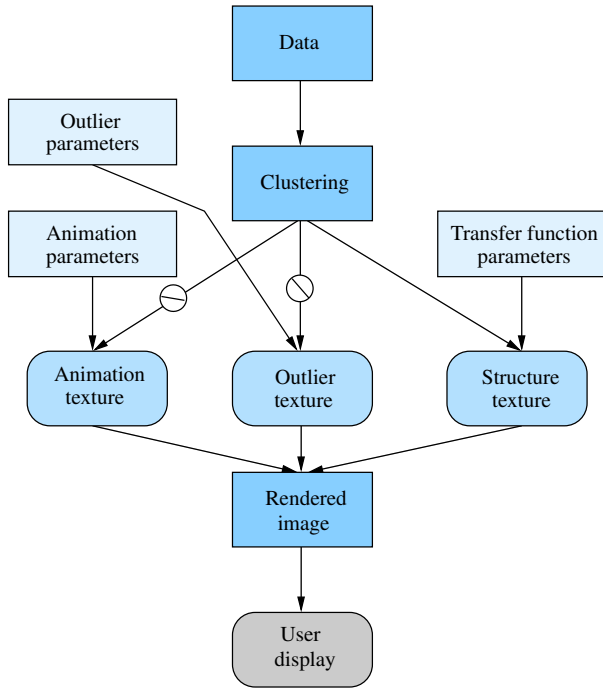 Data
Outlier
parameters
Clustering
Animation
parameters
Transfer function
parameters
Animation
texture
Outlier
texture
Structure
texture
Rendered
image
User
display